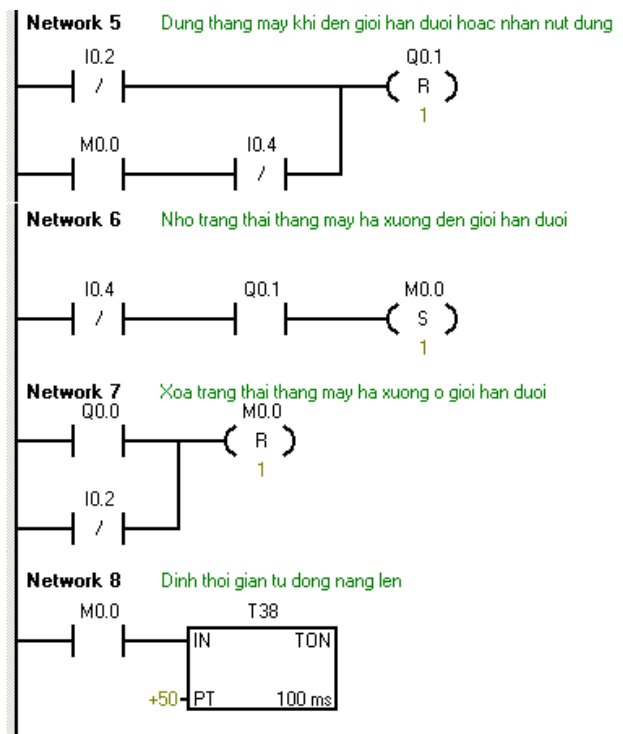 Network 5 Dung thang may khi den gioi han duoi hoac nhan nut dung
I0.2 Q0.1
/ R
1
M0.0 I0.4
/
Network 6 Nho trang thai thang may ha xuong den gioi han duoi
I0.4 Q0.1 M0.0
/ S
1
Network 7 Xoa trang thai thang may ha xuong o gioi han duoi
Q0.0 M0.0
R
1
I0.2
/
Network 8 Dinh thoi gian tu dong nang len
M0.0 T38
IN TON
+50 PT 100 ms